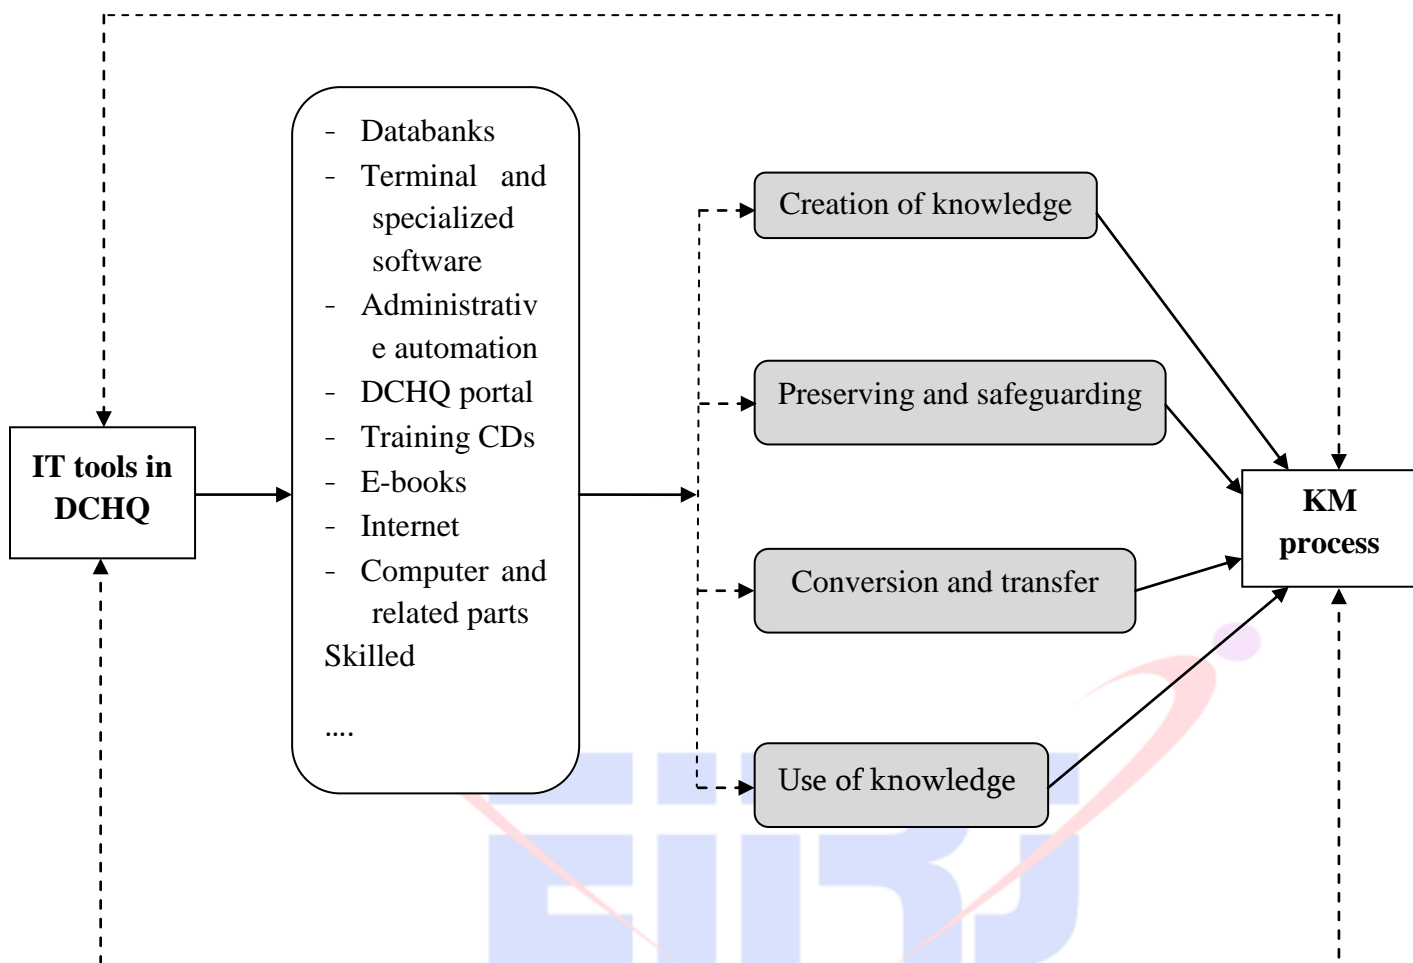 - Databanks
- Terminal and
specialized
software
- Administrativ
e automation
- DCHQ portal
- Training CDs
- E-books
- Internet
- Computer and
related parts
Skilled
....
IT tools in
DCHQ
Creation of knowledge
Preserving and safeguarding
Conversion and transfer
Use of knowledge
KM
process
EIIRJ